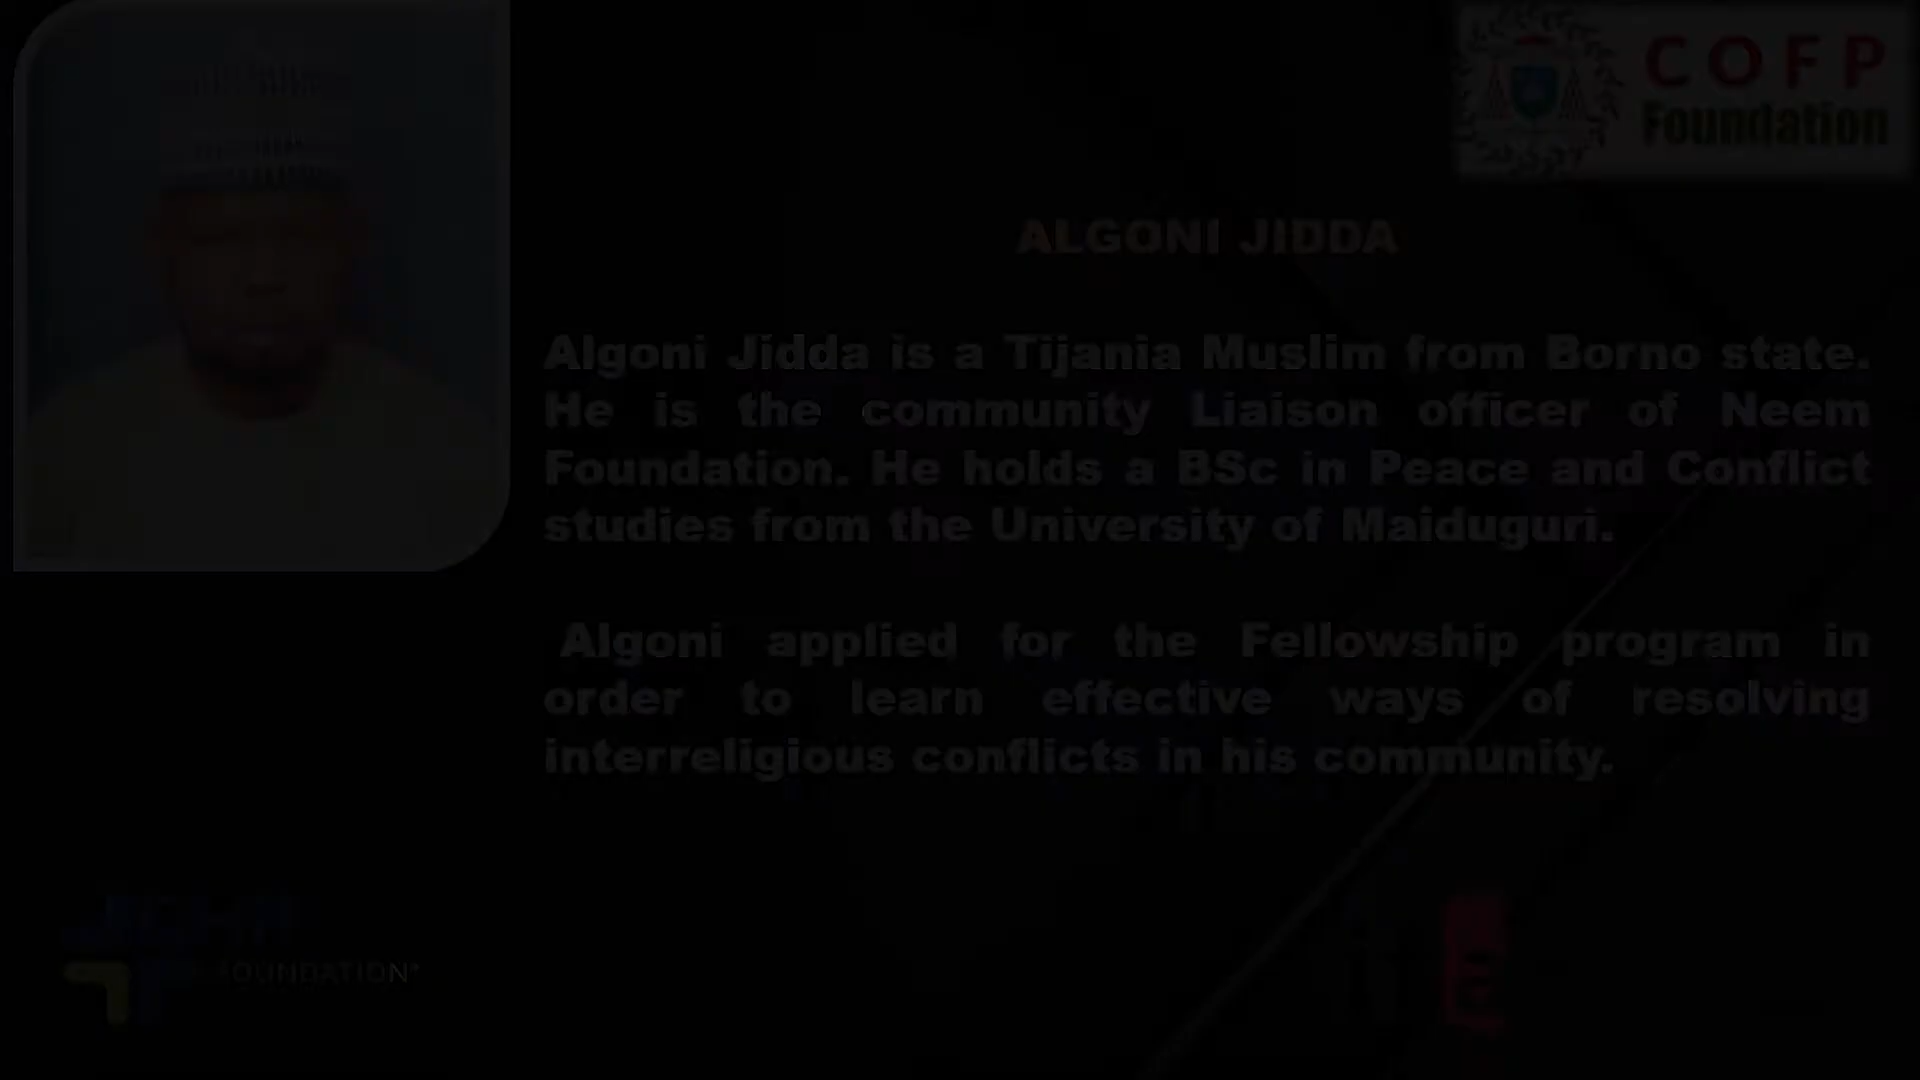 COFP
Foundation
ALGONI JIDDA
Algoni Jidda is a Tijania Muslim from Borno state.
He is the community Liaison officer of Neem
Foundation. He holds a BSc in Peace and Conflict
studies from the University of Maiduguri.
Algoni applied for the Fellowship program in
order to learn effective ways of resolving
interreligious conflicts in his community.
FOUNDATION